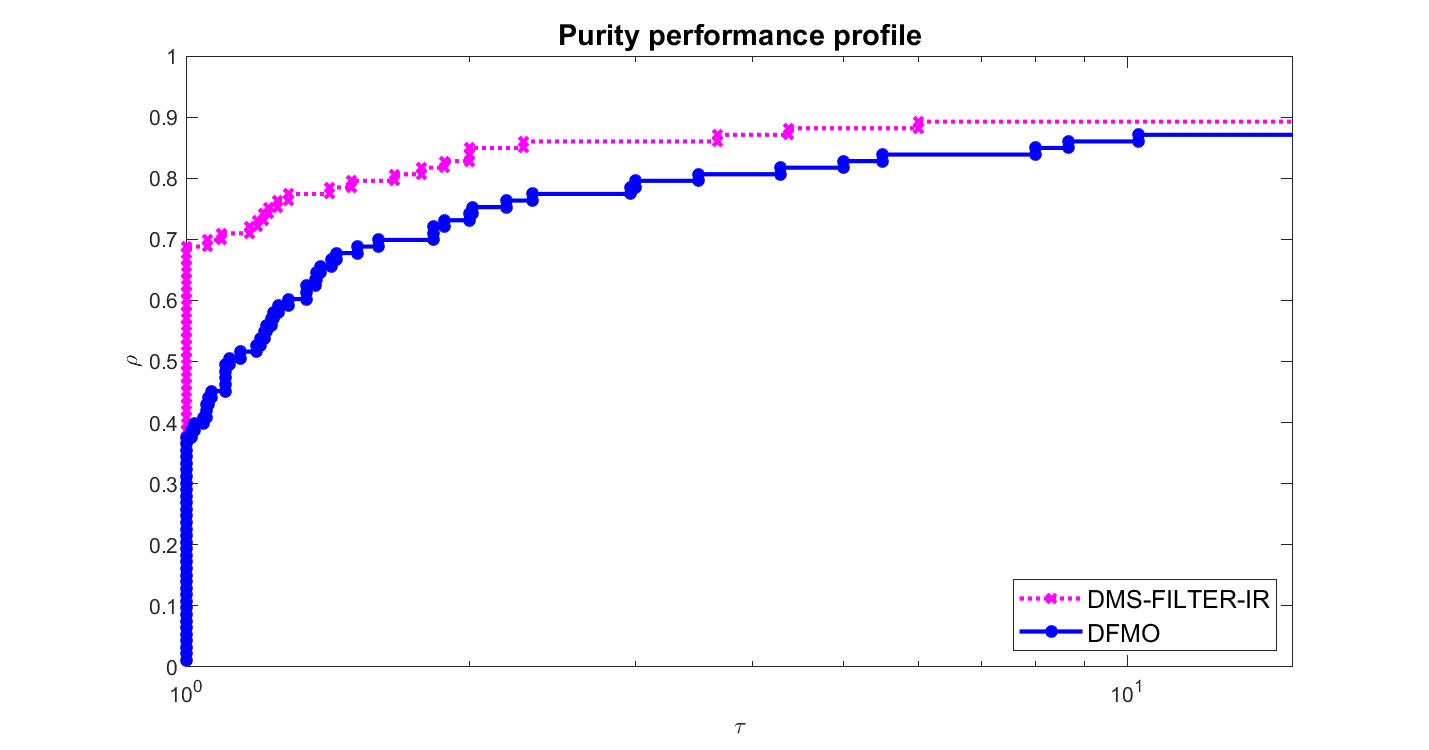 Purity performance profile
1
0.9
0.8
0.7
0.6
0.5
0.4
0.3
0.2
0.1
0
ρ
10⁰
10¹
τ
DMS-FILTER-IR
DFMO